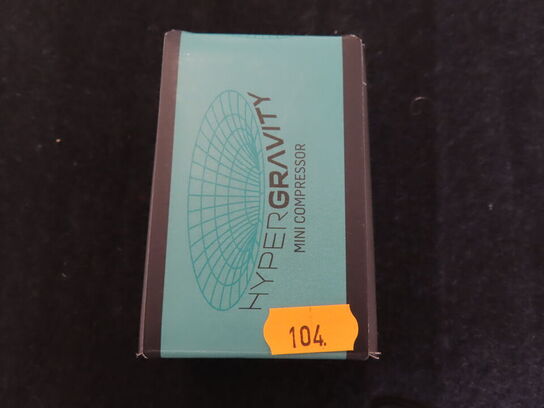 HYPERGRAVITY
MINI COMPRESSOR
104.